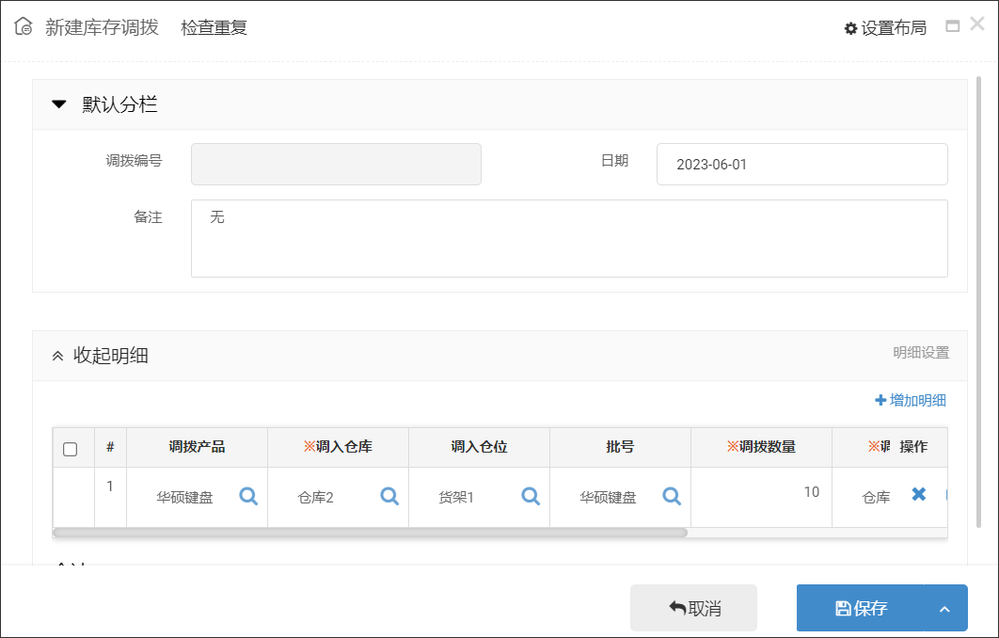 新建库存调拨 检查重复 设置布局
默认分栏
调拨编号 日期 2023-06-01
备注 无
收起明细 明细设置
增加明细
# 调拨产品 ※调入仓库 调入仓位 批号 ※调拨数量 ※调 操作
1 华硕键盘 仓库2 货架1 华硕键盘 10 仓库
取消 保存